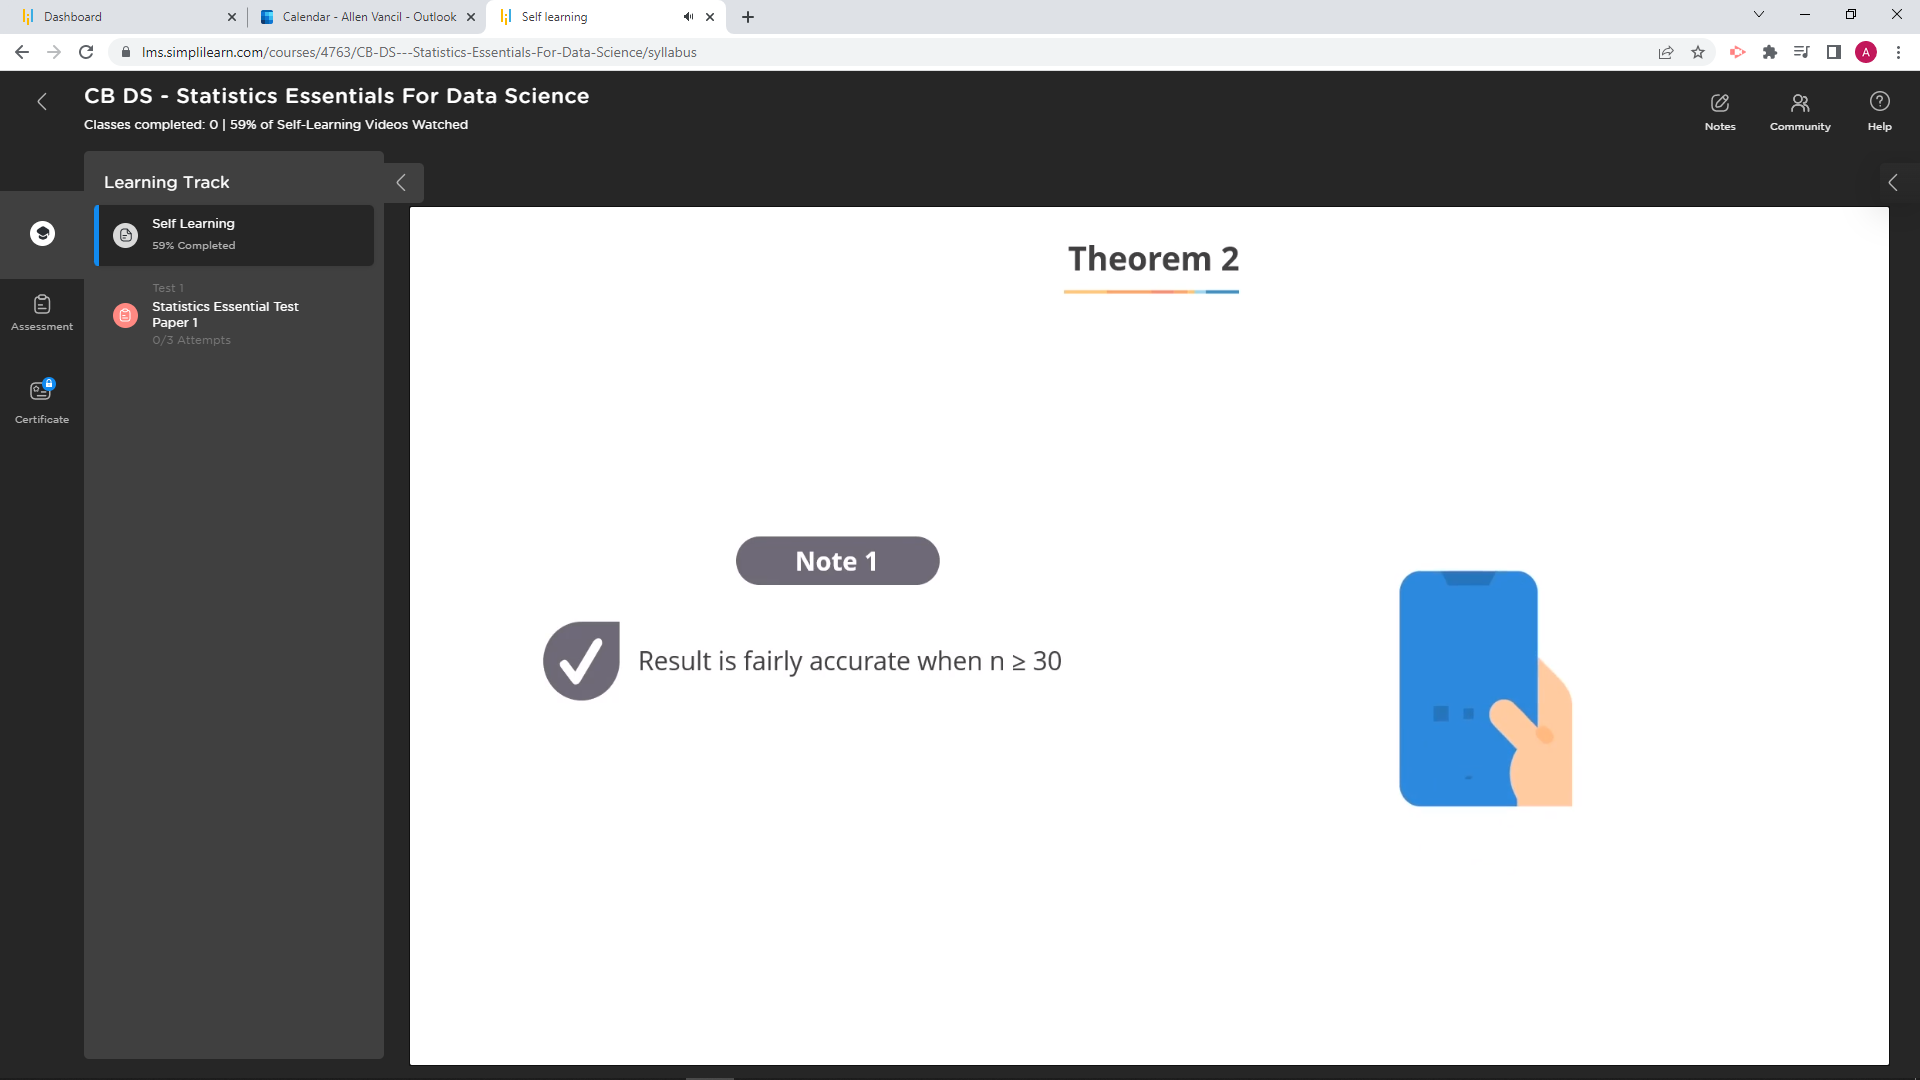 Dashboard
Calendar - Allen Vancil - Outlook
Self learning
lms.simplilearn.com/courses/4763/CB-DS---Statistics-Essentials-For-Data-Science/syllabus
A
CB DS - Statistics Essentials For Data Science
Classes completed: 0 | 59% of Self-Learning Videos Watched
Notes
Community
Help
Learning Track
Self Learning
59% Completed
Test 1
Statistics Essential Test
Paper 1
0/3 Attempts
Assessment
Certificate
Theorem 2
Note 1
Result is fairly accurate when n ≥ 30